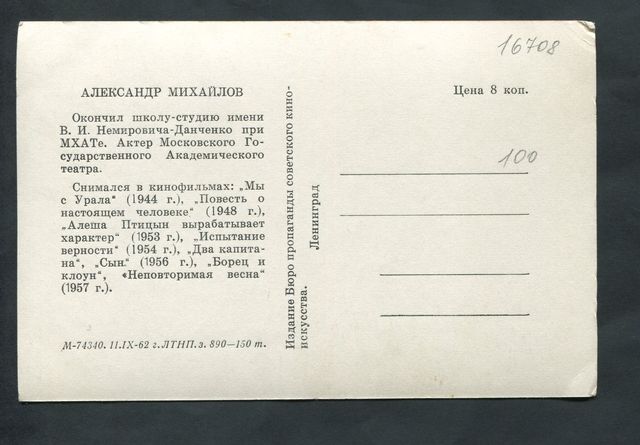 АЛЕКСАНДР МИХАЙЛОВ
Окончил школу-студию имени
В. И. Немировича-Данченко при
МХАТе. Актер Московского Го-
сударственного Академического
театра.
Снимался в кинофильмах: „Мы
с Урала" (1944 г.), „Повесть о
настоящем человеке" (1948 г.),
„Алеша Птицын вырабатывает
характер" (1953 г.), „Испытание
верности" (1954 г.), „Два капита-
на", „Сын" (1956 г.), „Борец и
клоун", «Неповторимая весна"
(1957 г.).
М-74340. 11.IX-62 г. ЛТНП. з. 890—150 т.
Издание Бюро пропаганды советского кино-
искусства.
Ленинград
16708
Цена 8 коп.
100